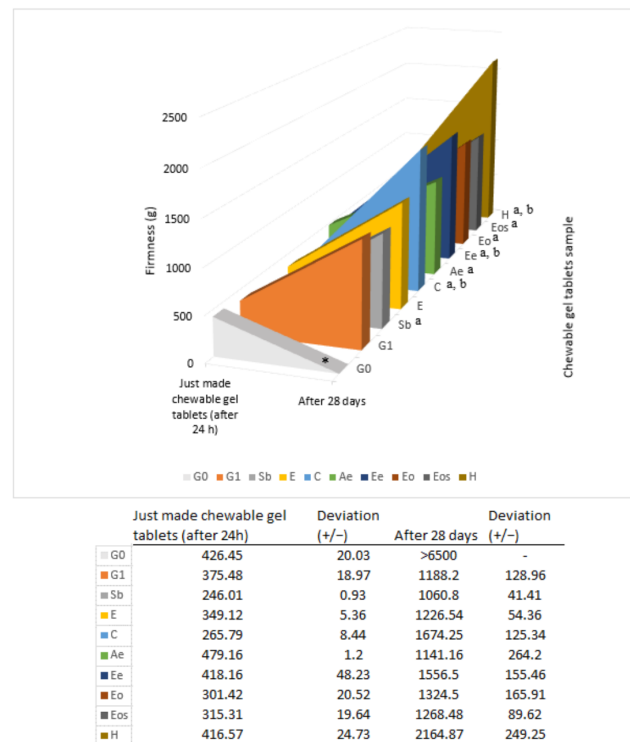 2500
2000
1500
1000
500
0
Firmness (g)
Just made
chewable gel
tablets (after
24 h)
After 28 days
*
G0
G1
Sb a
E
C a, b
Ae a
Ee a, b
Eo a
Eos a
H a, b
Chewable gel tablets sample
G0 G1 Sb E C Ae Ee Eo Eos H
Just made chewable gel tablets (after 24h) Deviation (+/−) After 28 days Deviation (+/−)
G0 426.45 20.03 >6500 -
G1 375.48 18.97 1188.2 128.96
Sb 246.01 0.93 1060.8 41.41
E 349.12 5.36 1226.54 54.36
C 265.79 8.44 1674.25 125.34
Ae 479.16 1.2 1141.16 264.2
Ee 418.16 48.23 1556.5 155.46
Eo 301.42 20.52 1324.5 165.91
Eos 315.31 19.64 1268.48 89.62
H 416.57 24.73 2164.87 249.25